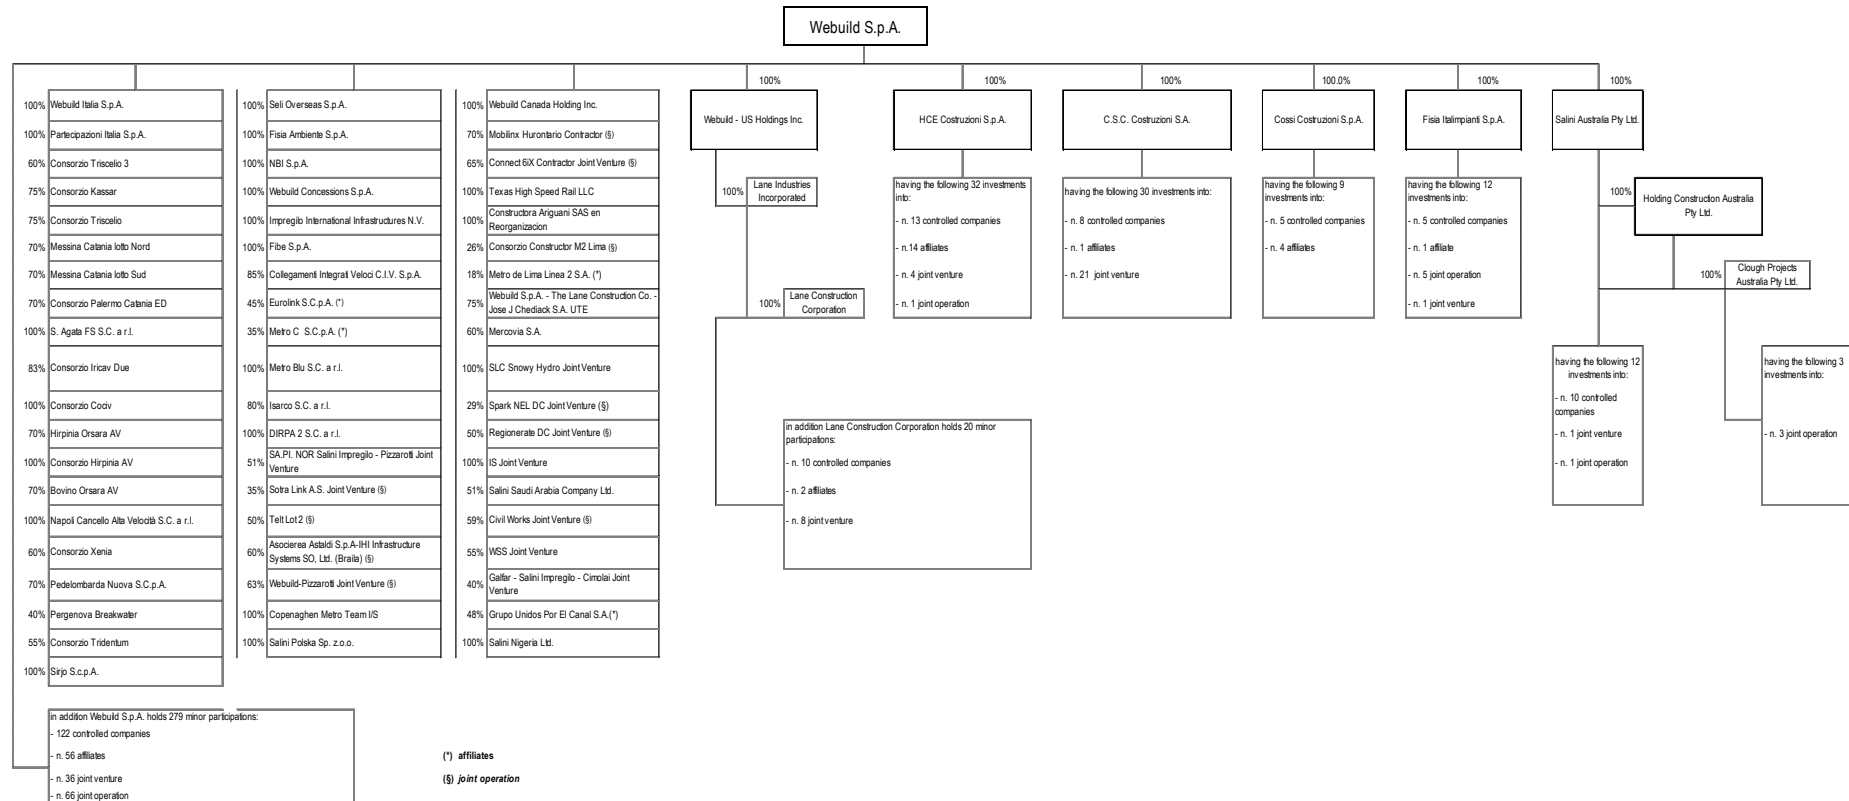 Webuild S.p.A.
100%
100%
100%
100.0%
100%
100%
100% Webuild Italia S.p.A.
100% Partecipazioni Italia S.p.A.
60% Consorzio Triscelio 3
75% Consorzio Kassar
75% Consorzio Triscelio
70% Messina Catania lotto Nord
70% Messina Catania lotto Sud
70% Consorzio Palermo Catania ED
100% S. Agata FS S.C. a r.l.
83% Consorzio Iricav Due
100% Consorzio Cociv
70% Hirpinia Orsara AV
100% Consorzio Hirpinia AV
70% Bovino Orsara AV
100% Napoli Cancello Alta Velocità S.C. a r.l.
60% Consorzio Xenia
70% Pedelombarda Nuova S.C.p.A.
40% Pergenova Breakwater
55% Consorzio Tridentum
100% Sirjo S.c.p.A.
100% Seli Overseas S.p.A.
100% Fisia Ambiente S.p.A.
100% NBI S.p.A.
100% Webuild Concessions S.p.A.
100% Impregilo International Infrastructures N.V.
100% Fibe S.p.A.
85% Collegamenti Integrati Veloci C.I.V. S.p.A.
45% Eurolink S.C.p.A. (*)
35% Metro C S.C.p.A. (*)
100% Metro Blu S.C. a r.l.
80% Isarco S.C. a r.l.
100% DIRPA 2 S.C. a r.l.
51% SA.PI. NOR Salini Impregilo - Pizzarotti Joint
Venture
35% Sotra Link A.S. Joint Venture (§)
50% Telt Lot 2 (§)
60% Asocierea Astaldi S.p.A-IHI Infrastructure
Systems SO, Ltd. (Braila) (§)
63% Webuild-Pizzarotti Joint Venture (§)
100% Copenaghen Metro Team I/S
100% Salini Polska Sp. z.o.o.
100% Webuild Canada Holding Inc.
70% Mobilinx Hurontario Contractor (§)
65% Connect 6iX Contractor Joint Venture (§)
100% Texas High Speed Rail LLC
100% Constructora Ariguani SAS en
Reorganizacion
26% Consorzio Constructor M2 Lima (§)
18% Metro de Lima Linea 2 S.A. (*)
75% Webuild S.p.A. - The Lane Construction Co. -
Jose J Chediack S.A. UTE
60% Mercovia S.A.
100% SLC Snowy Hydro Joint Venture
29% Spark NEL DC Joint Venture (§)
50% Regionerate DC Joint Venture (§)
100% IS Joint Venture
51% Salini Saudi Arabia Company Ltd.
59% Civil Works Joint Venture (§)
55% WSS Joint Venture
40% Galfar - Salini Impregilo - Cimolai Joint
Venture
48% Grupo Unidos Por El Canal S.A.(*)
100% Salini Nigeria Ltd.
Webuild - US Holdings Inc.
100% Lane Industries
Incorporated
100% Lane Construction
Corporation
in addition Lane Construction Corporation holds 20 minor
participations:
- n. 10 controlled companies
- n. 2 affiliates
- n. 8 joint venture
HCE Costruzioni S.p.A.
having the following 32 investments
into:
- n. 13 controlled companies
- n.14 affiliates
- n. 4 joint venture
- n. 1 joint operation
C.S.C. Costruzioni S.A.
having the following 30 investments into:
- n. 8 controlled companies
- n. 1 affiliates
- n. 21 joint venture
Cossi Costruzioni S.p.A.
having the following 9
investments into:
- n. 5 controlled companies
- n. 4 affiliates
Fisia Italimpianti S.p.A.
having the following 12
investments into:
- n. 5 controlled companies
- n. 1 affiliate
- n. 5 joint operation
- n. 1 joint venture
Salini Australia Pty Ltd.
100% Holding Construction Australia
Pty Ltd.
100% Clough Projects
Australia Pty Ltd.
having the following 12
investments into:
- n. 10 controlled
companies
- n. 1 joint venture
- n. 1 joint operation
having the following 3
investments into:
- n. 3 joint operation
in addition Webuild S.p.A. holds 279 minor participations:
- 122 controlled companies
- n. 56 affiliates
- n. 36 joint venture
- n. 66 joint operation
(*) affiliates
(§) joint operation